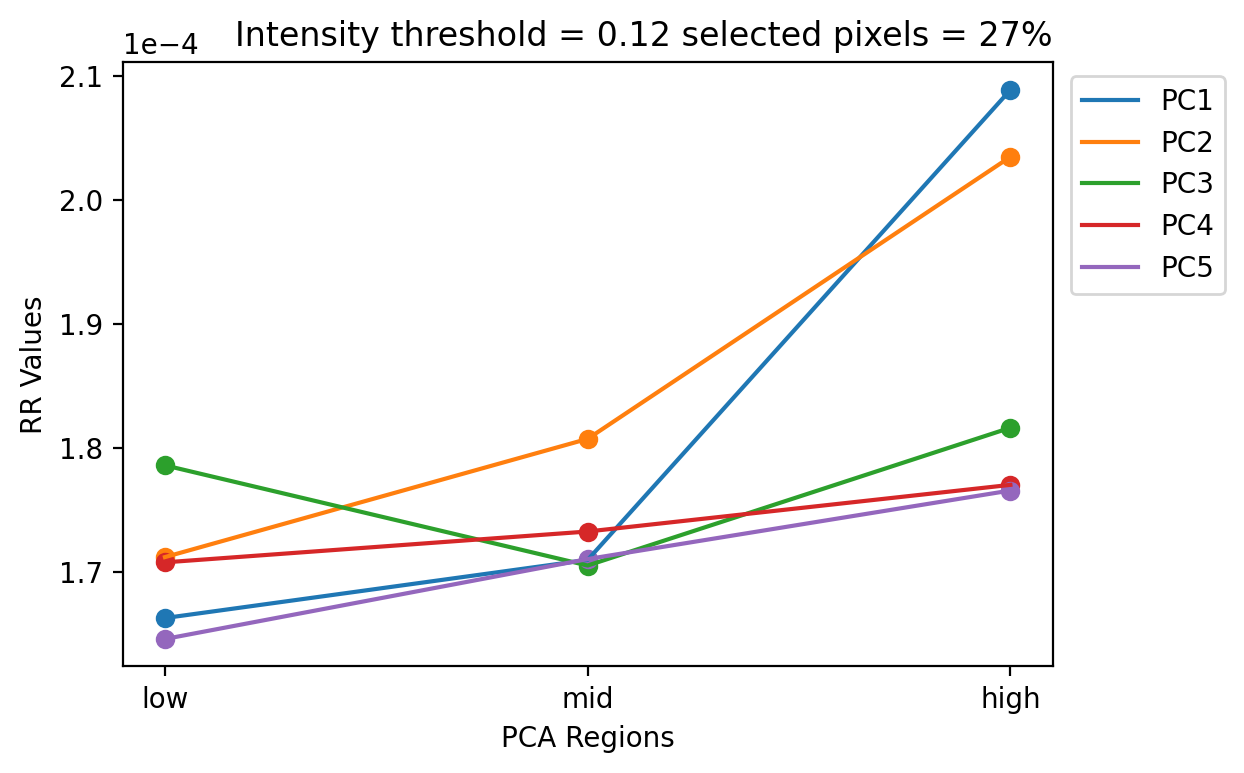 Intensity threshold = 0.12 selected pixels = 27%
1e−4
2.1
2.0
1.9
1.8
1.7
RR Values
low
mid
high
PCA Regions
PC1
PC2
PC3
PC4
PC5